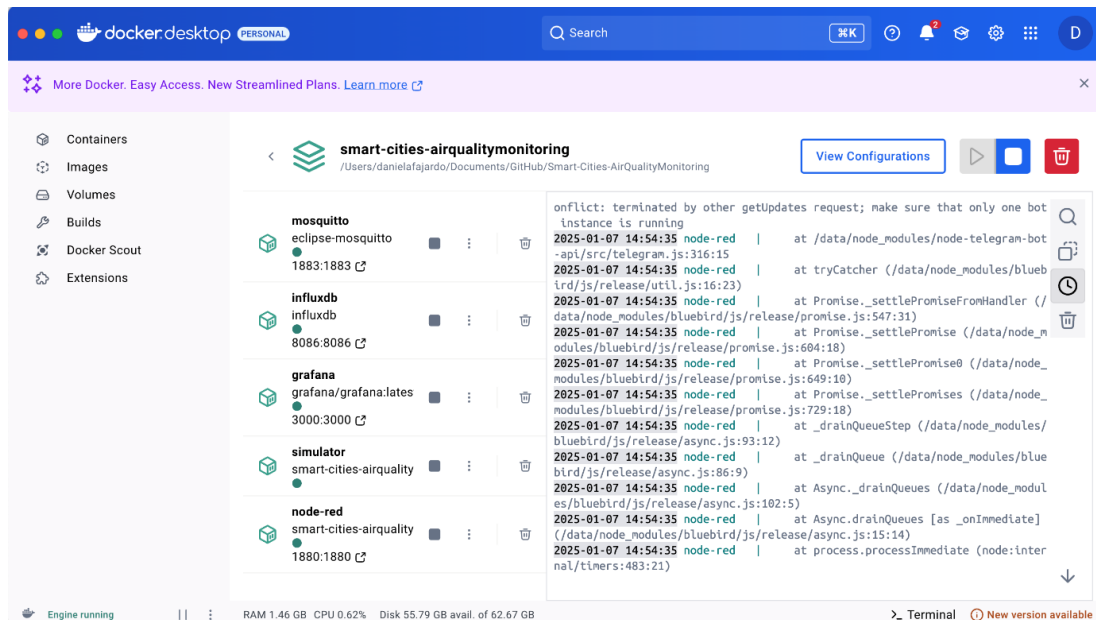 docker.desktop PERSONAL
Search
⌘K
2
D
More Docker. Easy Access. New Streamlined Plans. Learn more
Containers
Images
Volumes
Builds
Docker Scout
Extensions
smart-cities-airqualitymonitoring
/Users/danielafajardo/Documents/GitHub/Smart-Cities-AirQualityMonitoring
View Configurations
mosquitto
eclipse-mosquitto
1883:1883
influxdb
influxdb
8086:8086
grafana
grafana/grafana:lates
3000:3000
simulator
smart-cities-airquality
node-red
smart-cities-airquality
1880:1880
onflict: terminated by other getUpdates request; make sure that only one bot
instance is running
2025-01-07 14:54:35 node-red | at /data/node_modules/node-telegram-bot
-api/src/telegram.js:316:15
2025-01-07 14:54:35 node-red | at tryCatcher (/data/node_modules/blueb
ird/js/release/util.js:16:23)
2025-01-07 14:54:35 node-red | at Promise._settlePromiseFromHandler (/
data/node_modules/bluebird/js/release/promise.js:547:31)
2025-01-07 14:54:35 node-red | at Promise._settlePromise (/data/node_m
odules/bluebird/js/release/promise.js:604:18)
2025-01-07 14:54:35 node-red | at Promise._settlePromise0 (/data/node_
modules/bluebird/js/release/promise.js:649:10)
2025-01-07 14:54:35 node-red | at Promise._settlePromises (/data/node_
modules/bluebird/js/release/promise.js:729:18)
2025-01-07 14:54:35 node-red | at _drainQueueStep (/data/node_modules/
bluebird/js/release/async.js:93:12)
2025-01-07 14:54:35 node-red | at _drainQueue (/data/node_modules/blue
bird/js/release/async.js:86:9)
2025-01-07 14:54:35 node-red | at Async._drainQueues (/data/node_modul
es/bluebird/js/release/async.js:102:5)
2025-01-07 14:54:35 node-red | at Async.drainQueues [as _onImmediate]
(/data/node_modules/bluebird/js/release/async.js:15:14)
2025-01-07 14:54:35 node-red | at process.processImmediate (node:inter
nal/timers:483:21)
Engine running
RAM 1.46 GB CPU 0.62% Disk 55.79 GB avail. of 62.67 GB
>_ Terminal
New version available